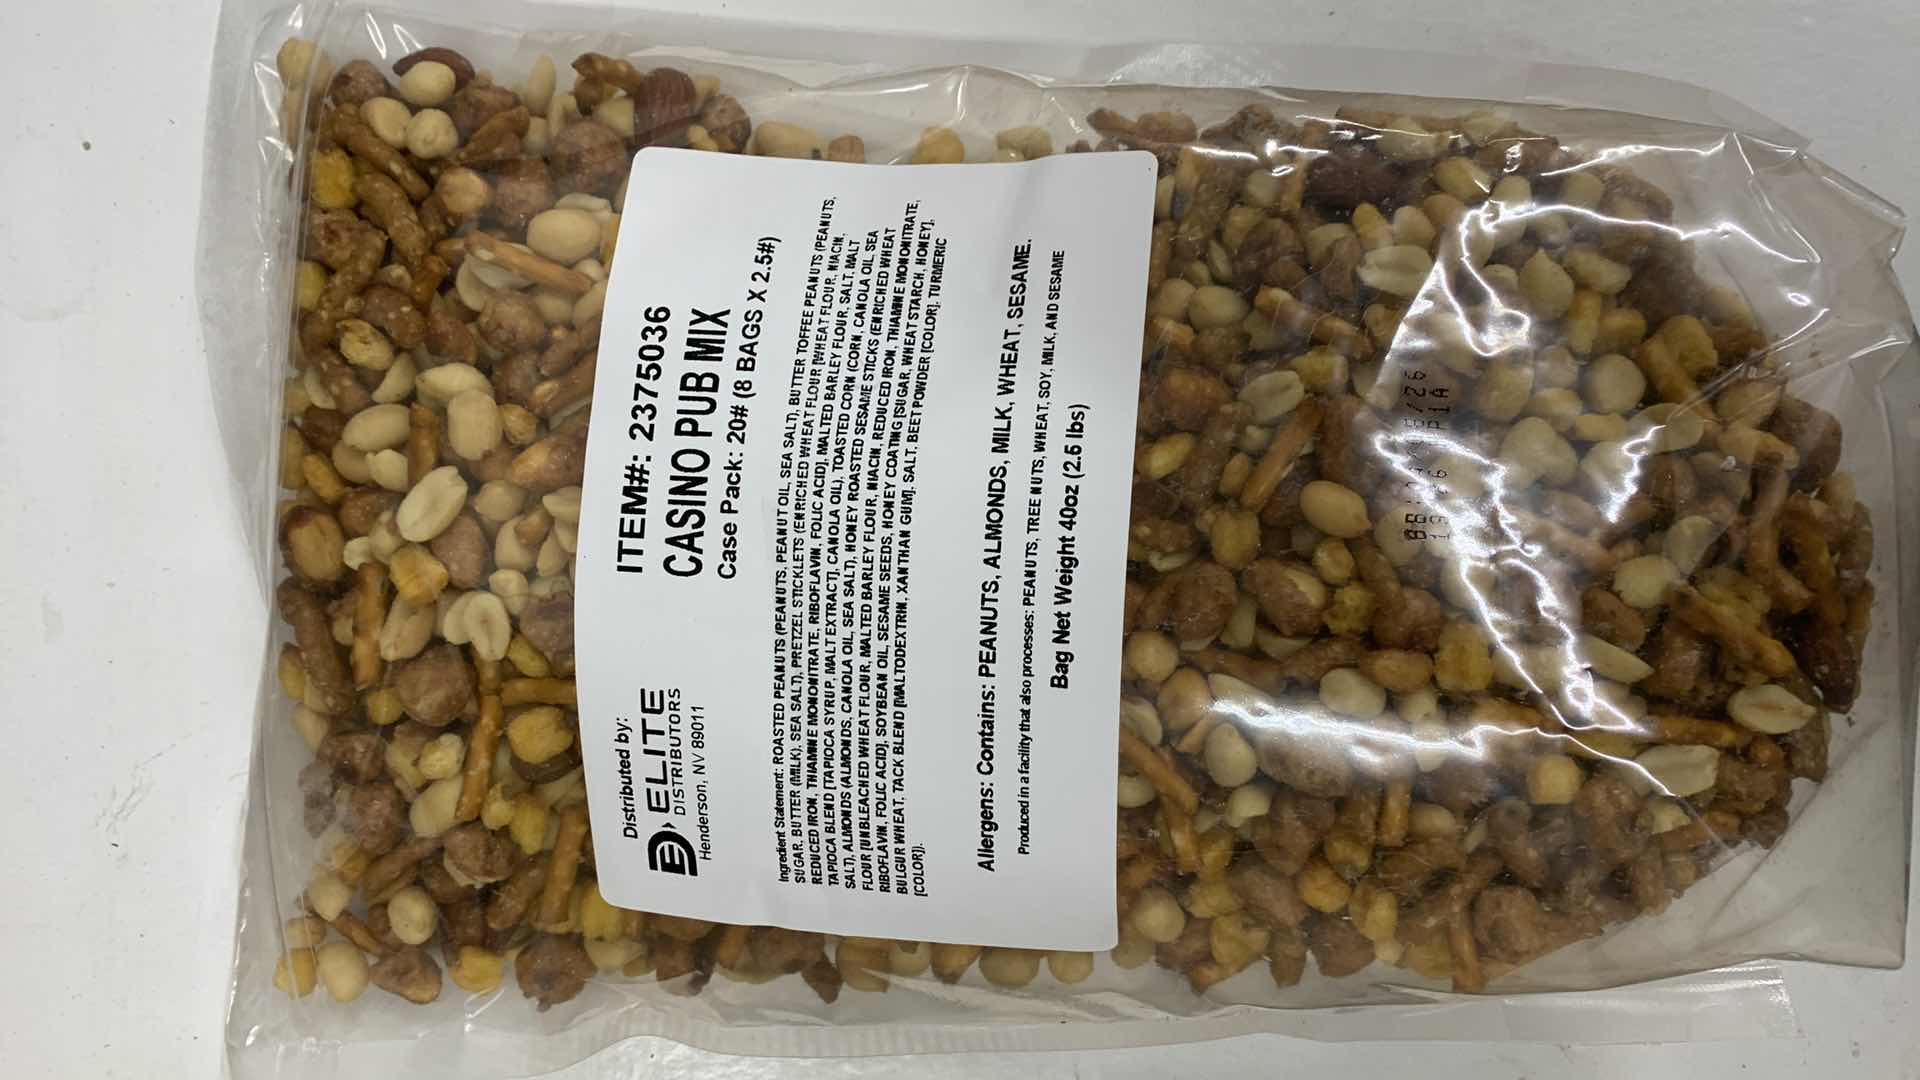 ITEM#: 2375036
CASINO PUB MIX
Case Pack: 20# (8 BAGS X 2.5#)
Distributed by:
ELITE
DISTRIBUTORS
Henderson, NV 89011
Ingredient Statement: ROASTED PEANUTS (PEANUTS, PEANUT OIL, SEA SALT), BUTTER TOFFEE PEANUTS (PEANUTS,
SUGAR, BUTTER (MILK), SEA SALT), PRETZEL STICKLETS (ENRICHED WHEAT FLOUR [WHEAT FLOUR, NIACIN,
REDUCED IRON, THIAMINE MONONITRATE, RIBOFLAVIN, FOLIC ACID], MALTED BARLEY FLOUR, SALT, MALT
TAPIOCA BLEND [TAPIOCA SYRUP, MALT EXTRACT], CANOLA OIL), TOASTED CORN (CORN, CANOLA OIL, SEA
SALT), ALMONDS (ALMONDS, CANOLA OIL, SEA SALT), HONEY ROASTED SESAME STICKS (ENRICHED WHEAT
FLOUR [UNBLEACHED WHEAT FLOUR, MALTED BARLEY FLOUR, NIACIN, REDUCED IRON, THIAMINE MONONITRATE,
RIBOFLAVIN, FOLIC ACID], SOYBEAN OIL, SESAME SEEDS, HONEY COATING [SUGAR, WHEAT STARCH, HONEY],
BULGUR WHEAT, TACK BLEND [MALTODEXTRIN, XANTHAN GUM], SALT, BEET POWDER [COLOR], TURMERIC
[COLOR]).
Allergens: Contains: PEANUTS, ALMONDS, MILK, WHEAT, SESAME.
Produced in a facility that also processes: PEANUTS, TREE NUTS, WHEAT, SOY, MILK, AND SESAME
Bag Net Weight 40oz (2.5 lbs)
P1A